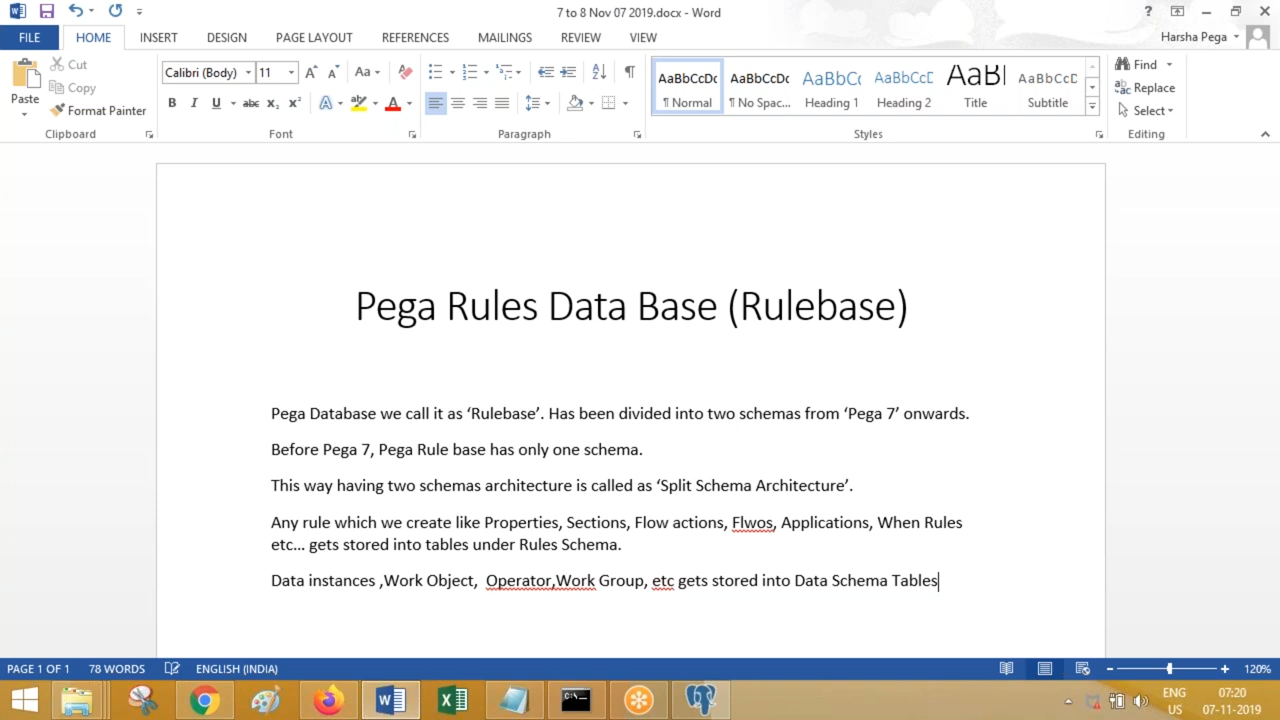 7 to 8 Nov 07 2019.docx - Word
FILE HOME INSERT DESIGN PAGE LAYOUT REFERENCES MAILINGS REVIEW VIEW Harsha Pega
Paste
Cut
Copy
Format Painter
Clipboard
Calibri (Body) 11
Aa
B I U abc x₂ x² A ab A
Font
A Z
Paragraph
AaBbCcDc AaBbCcDc AaBbCc AaBbCcD AaBl AaBbCcD
¶ Normal ¶ No Spac... Heading 1 Heading 2 Title Subtitle
Styles
Find
Replace
Select
Editing
Pega Rules Data Base (Rulebase)
Pega Database we call it as ‘Rulebase’. Has been divided into two schemas from ‘Pega 7’ onwards.
Before Pega 7, Pega Rule base has only one schema.
This way having two schemas architecture is called as ‘Split Schema Architecture’.
Any rule which we create like Properties, Sections, Flow actions, Flwos, Applications, When Rules
etc... gets stored into tables under Rules Schema.
Data instances ,Work Object,  Operator,Work Group, etc gets stored into Data Schema Tables
PAGE 1 OF 1 78 WORDS ENGLISH (INDIA) 120%
ENG 07:20
US 07-11-2019